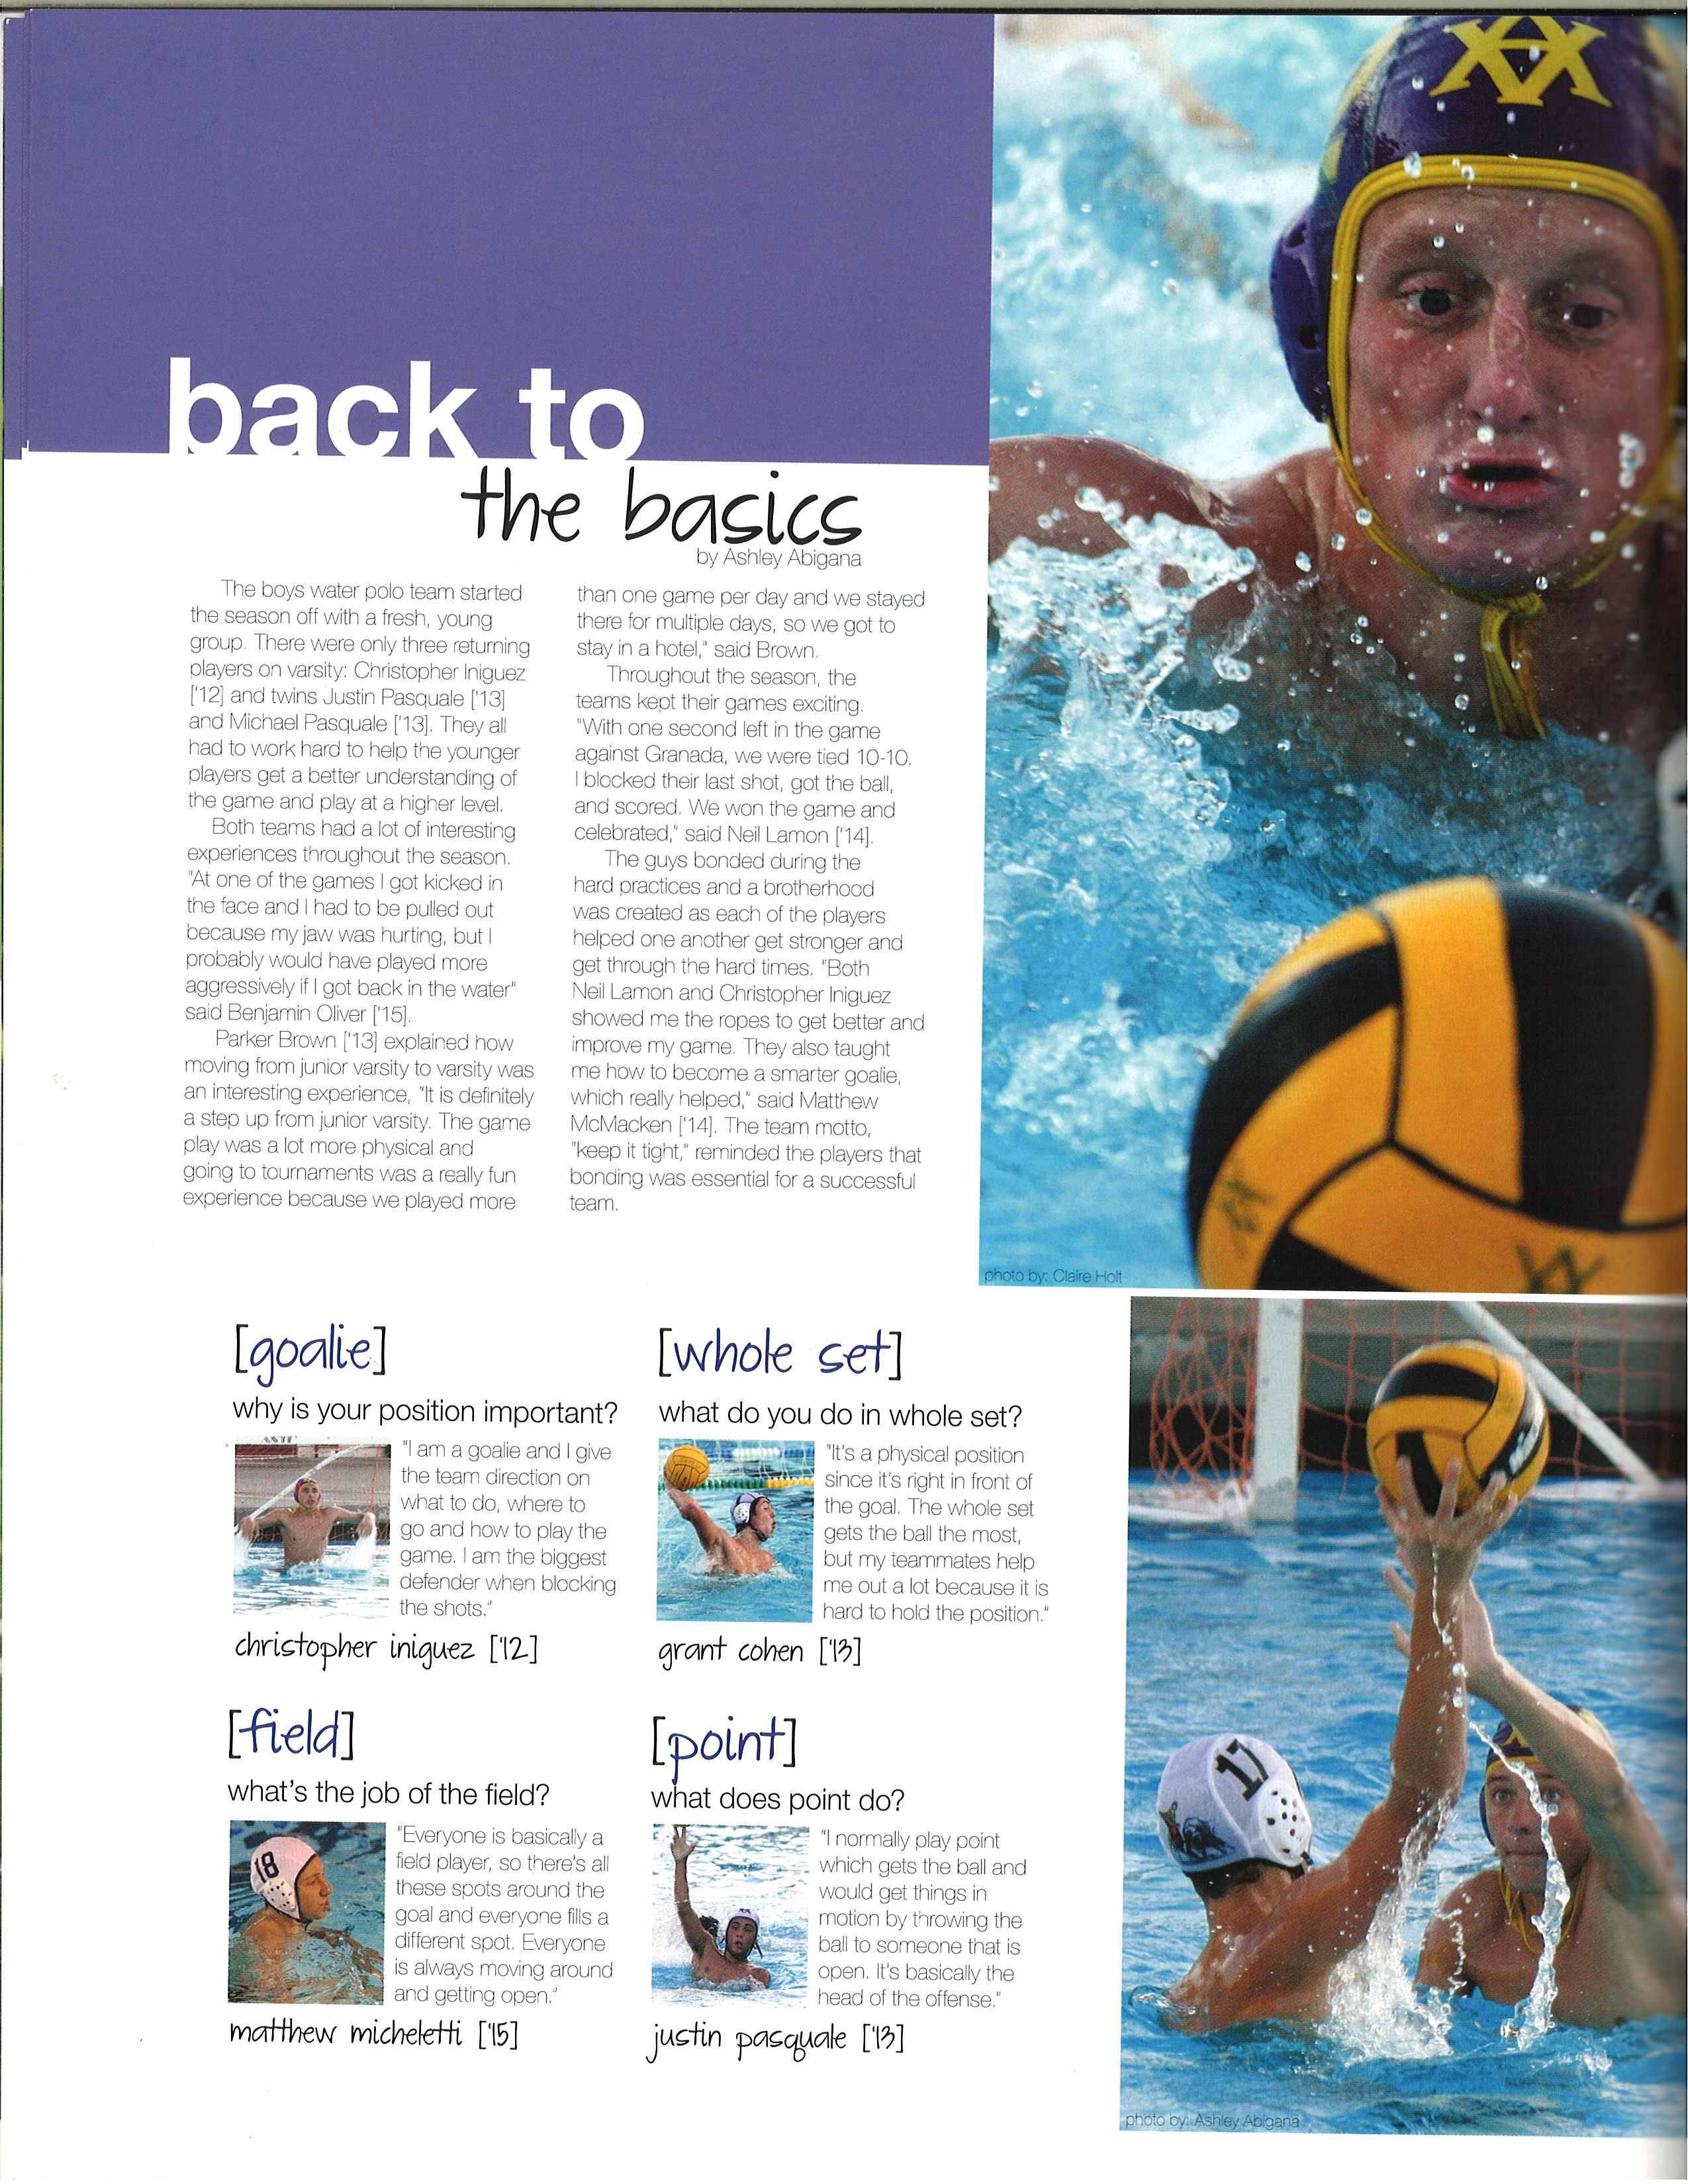 back to
the basics
by Ashley Abigana
The boys water polo team started
the season off with a fresh, young
group. There were only three returning
players on varsity: Christopher Iniguez
['12] and twins Justin Pasquale ['13]
and Michael Pasquale ['13]. They all
had to work hard to help the younger
players get a better understanding of
the game and play at a higher level.
Both teams had a lot of interesting
experiences throughout the season.
"At one of the games I got kicked in
the face and I had to be pulled out
because my jaw was hurting, but I
probably would have played more
aggressively if I got back in the water"
said Benjamin Oliver ['15].
Parker Brown ['13] explained how
moving from junior varsity to varsity was
an interesting experience, "It is definitely
a step up from junior varsity. The game
play was a lot more physical and
going to tournaments was a really fun
experience because we played more
than one game per day and we stayed
there for multiple days, so we got to
stay in a hotel," said Brown.
Throughout the season, the
teams kept their games exciting.
"With one second left in the game
against Granada, we were tied 10-10.
I blocked their last shot, got the ball,
and scored. We won the game and
celebrated," said Neil Lamon ['14].
The guys bonded during the
hard practices and a brotherhood
was created as each of the players
helped one another get stronger and
get through the hard times. "Both
Neil Lamon and Christopher Iniguez
showed me the ropes to get better and
improve my game. They also taught
me how to become a smarter goalie,
which really helped," said Matthew
McMacken ['14]. The team motto,
"keep it tight," reminded the players that
bonding was essential for a successful
team.
photo by: Claire Holt
[goalie]
why is your position important?
"I am a goalie and I give
the team direction on
what to do, where to
go and how to play the
game. I am the biggest
defender when blocking
the shots."
christopher iniguez ['12]
[whole set]
what do you do in whole set?
"It's a physical position
since it's right in front of
the goal. The whole set
gets the ball the most,
but my teammates help
me out a lot because it is
hard to hold the position."
grant cohen ['13]
[field]
what's the job of the field?
18
"Everyone is basically a
field player, so there's all
these spots around the
goal and everyone fills a
different spot. Everyone
is always moving around
and getting open."
matthew micheletti ['15]
[point]
what does point do?
"I normally play point
which gets the ball and
would get things in
motion by throwing the
ball to someone that is
open. It's basically the
head of the offense."
justin pasquale ['13]
17
photo by: Ashley Abigana